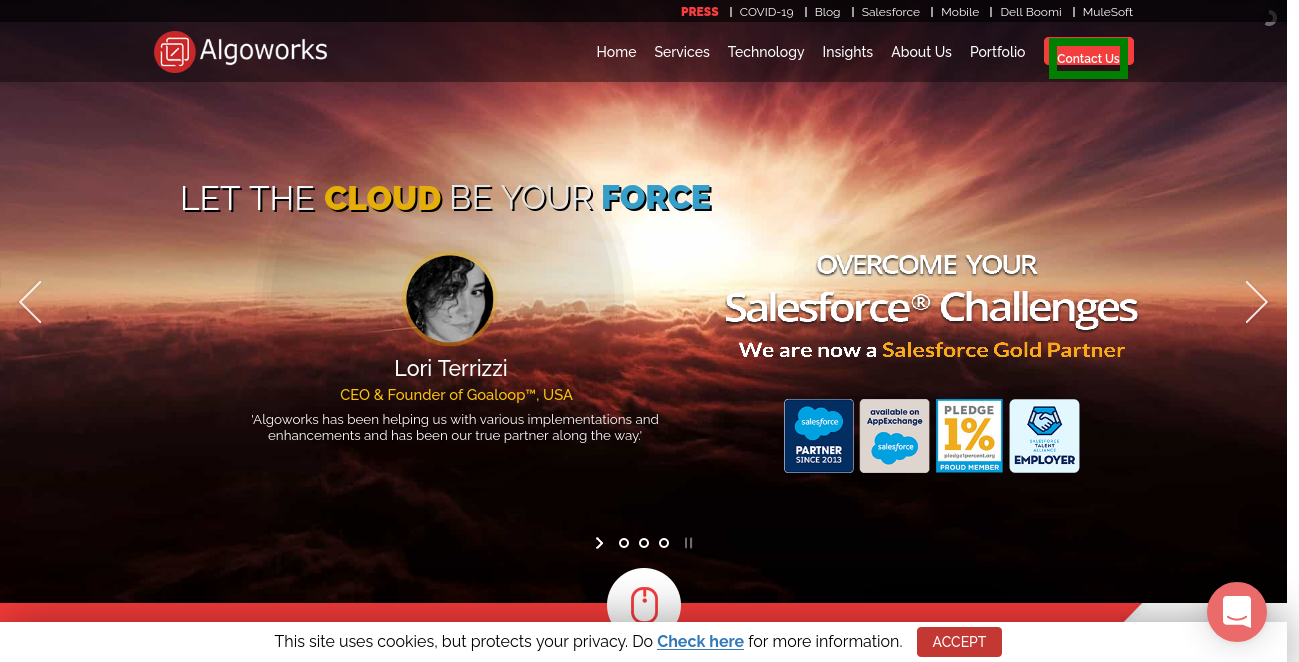 PRESS | COVID-19 | Blog | Salesforce | Mobile | Dell Boomi | MuleSoft
Algoworks
Home Services Technology Insights About Us Portfolio Contact Us
LET THE CLOUD BE YOUR FORCE
Lori Terrizzi
CEO & Founder of Goaloop™, USA
'Algoworks has been helping us with various implementations and
enhancements and has been our true partner along the way.'
OVERCOME YOUR
Salesforce® Challenges
We are now a Salesforce Gold Partner
salesforce
PARTNER
SINCE 2013
available on
AppExchange
salesforce
PLEDGE
1%
pledge1percent.org
PROUD MEMBER
SALESFORCE
TALENT
ALLIANCE
EMPLOYER
This site uses cookies, but protects your privacy. Do Check here for more information. ACCEPT